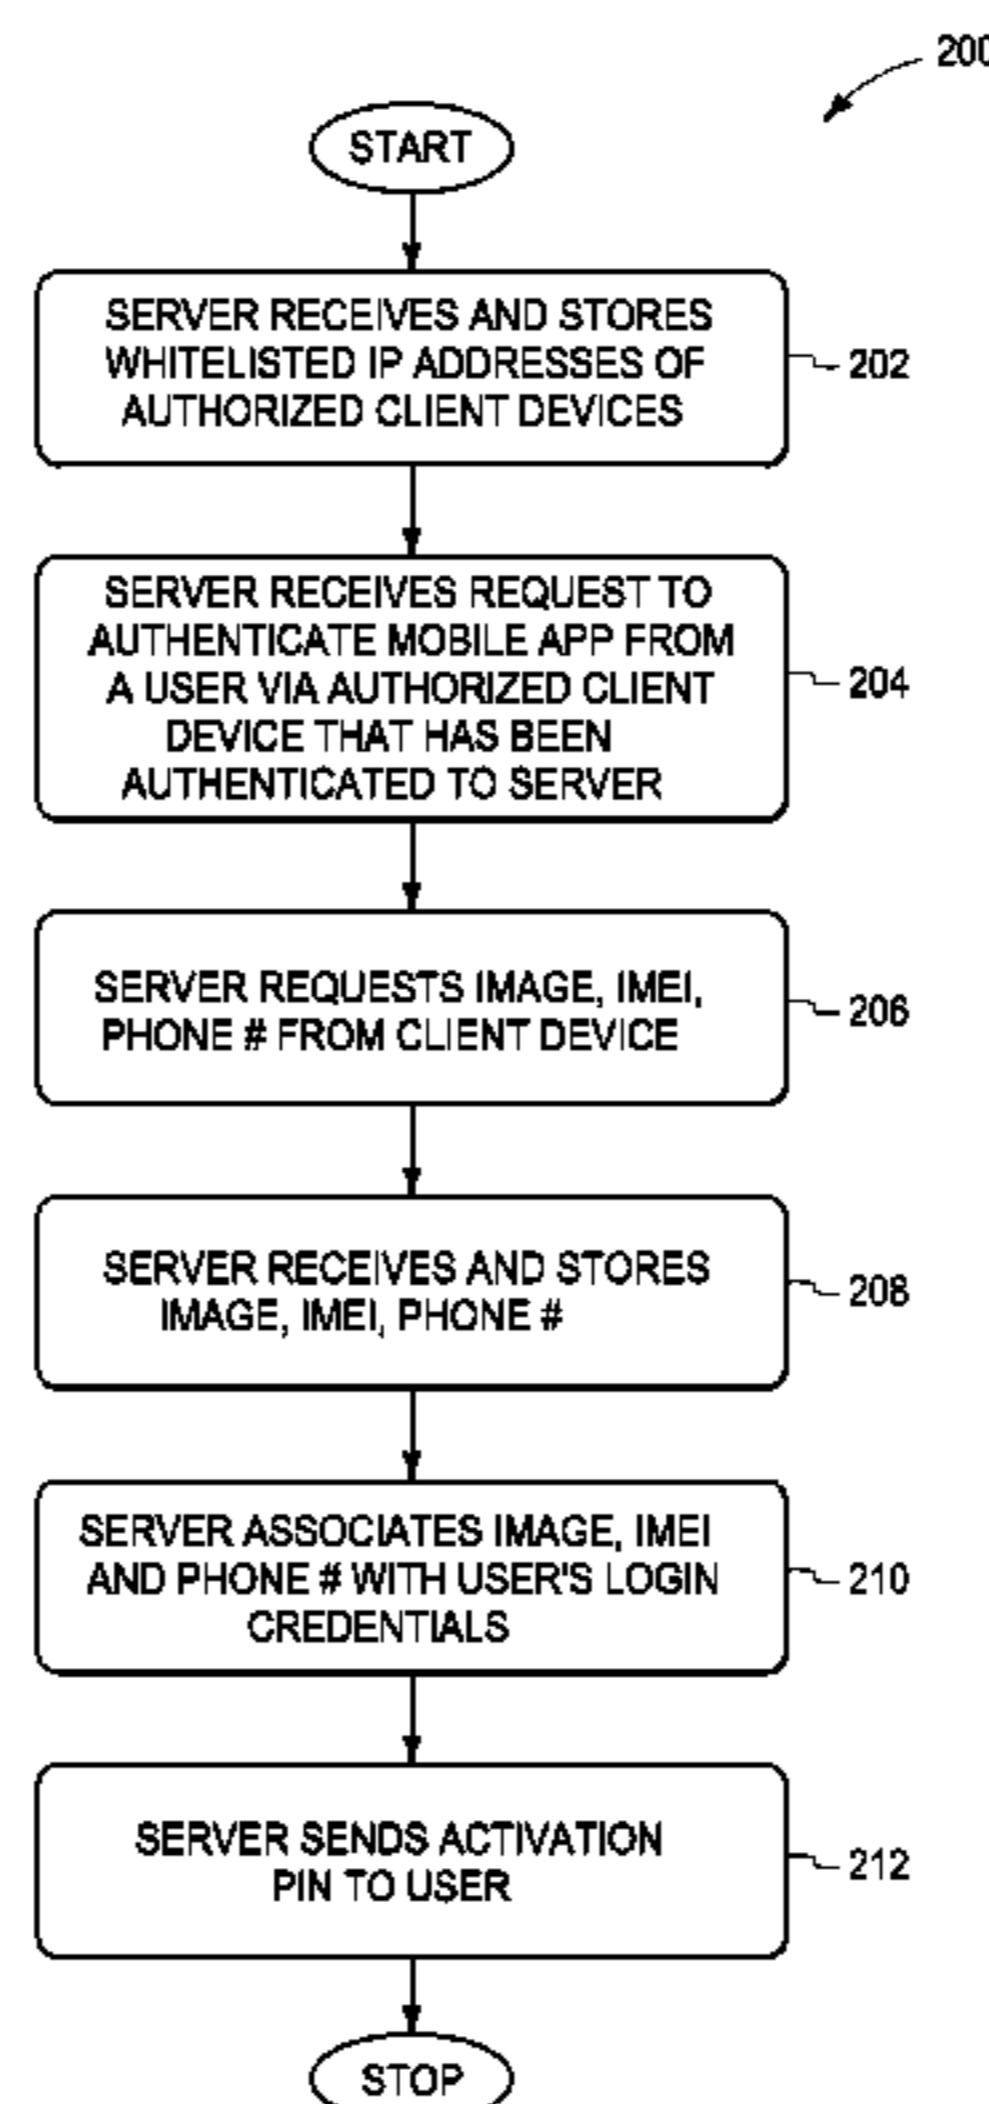 200
START
SERVER RECEIVES AND STORES
WHITELISTED IP ADDRESSES OF
AUTHORIZED CLIENT DEVICES
202
SERVER RECEIVES REQUEST TO
AUTHENTICATE MOBILE APP FROM
A USER VIA AUTHORIZED CLIENT
DEVICE THAT HAS BEEN
AUTHENTICATED TO SERVER
204
SERVER REQUESTS IMAGE, IMEI,
PHONE # FROM CLIENT DEVICE
206
SERVER RECEIVES AND STORES
IMAGE, IMEI, PHONE #
208
SERVER ASSOCIATES IMAGE, IMEI
AND PHONE # WITH USER'S LOGIN
CREDENTIALS
210
SERVER SENDS ACTIVATION
PIN TO USER
212
STOP